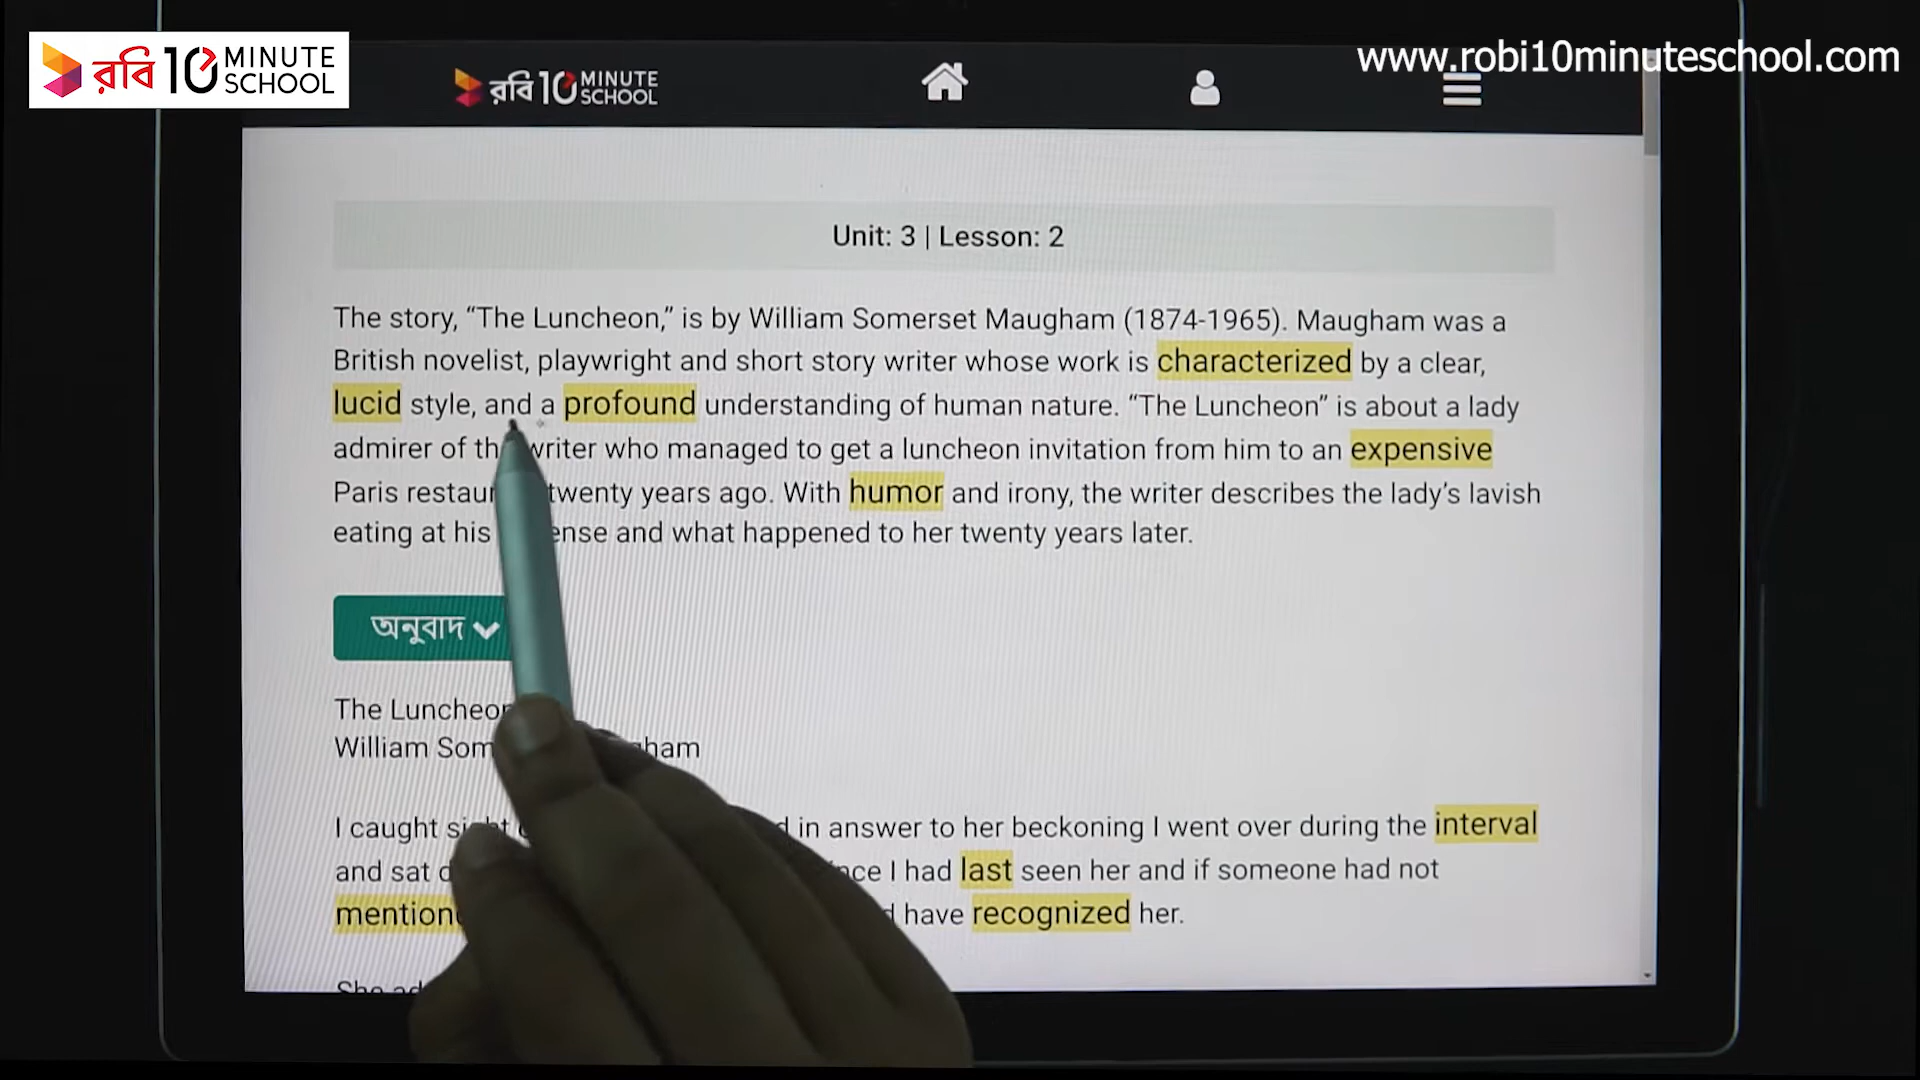 রবি 10 MINUTE SCHOOL
www.robi10minuteschool.com
রবি 10 MINUTE SCHOOL
Unit: 3 | Lesson: 2
The story, “The Luncheon,” is by William Somerset Maugham (1874-1965). Maugham was a
British novelist, playwright and short story writer whose work is characterized by a clear,
lucid style, and a profound understanding of human nature. “The Luncheon” is about a lady
admirer of the writer who managed to get a luncheon invitation from him to an expensive
Paris twenty years ago. With humor and irony, the writer describes the lady’s lavish
eating at his and what happened to her twenty years later.
অনুবাদ
The Luncheon
William
I caught sight in answer to her beckoning I went over during the interval
and sat I had last seen her and if someone had not
have recognized her.
She